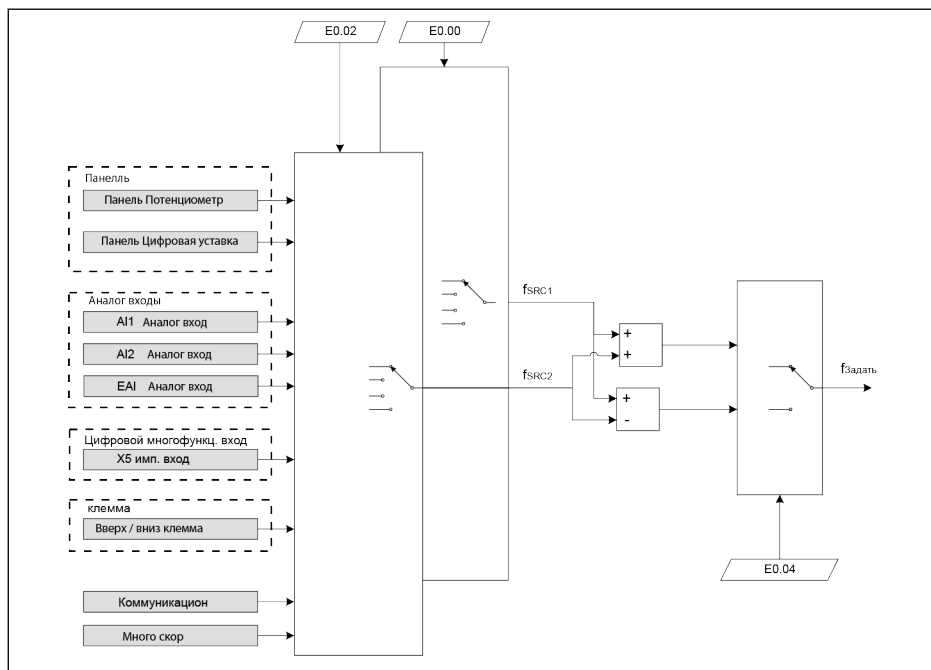 E0.02
E0.00
Панелль
Панель Потенциометр
Панель Цифровая уставка
Аналог входы
AI1 Аналог вход
AI2 Аналог вход
EAI Аналог вход
Цифровой многофункц. вход
X5 имп. вход
клемма
Вверх / вниз клемма
Коммуникацион
Много скор
fSRC1
fSRC2
+
+
+
-
fЗадать
E0.04